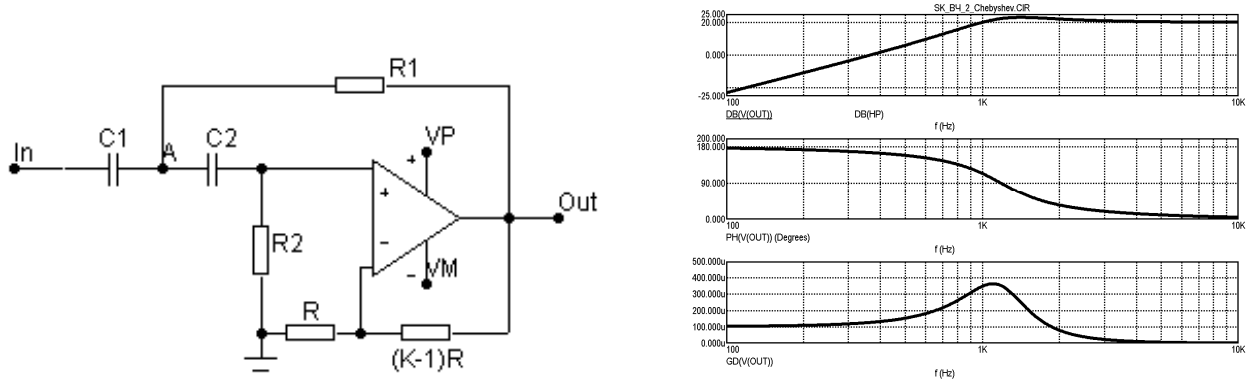 R1
In
C1
A
C2
VP
+
+
-
-
VM
Out
R2
R
(K-1)R
SK_ВЧ_2_Chebyshev.CIR
25.000
20.000
0.000
-25.000
100
1K
10K
DB(V(OUT))
DB(HP)
f (Hz)
200.000
180.000
90.000
0.000
100
1K
10K
PH(V(OUT)) (Degrees)
f (Hz)
500.000u
400.000u
300.000u
200.000u
100.000u
0.000u
100
1K
10K
GD(V(OUT))
f (Hz)